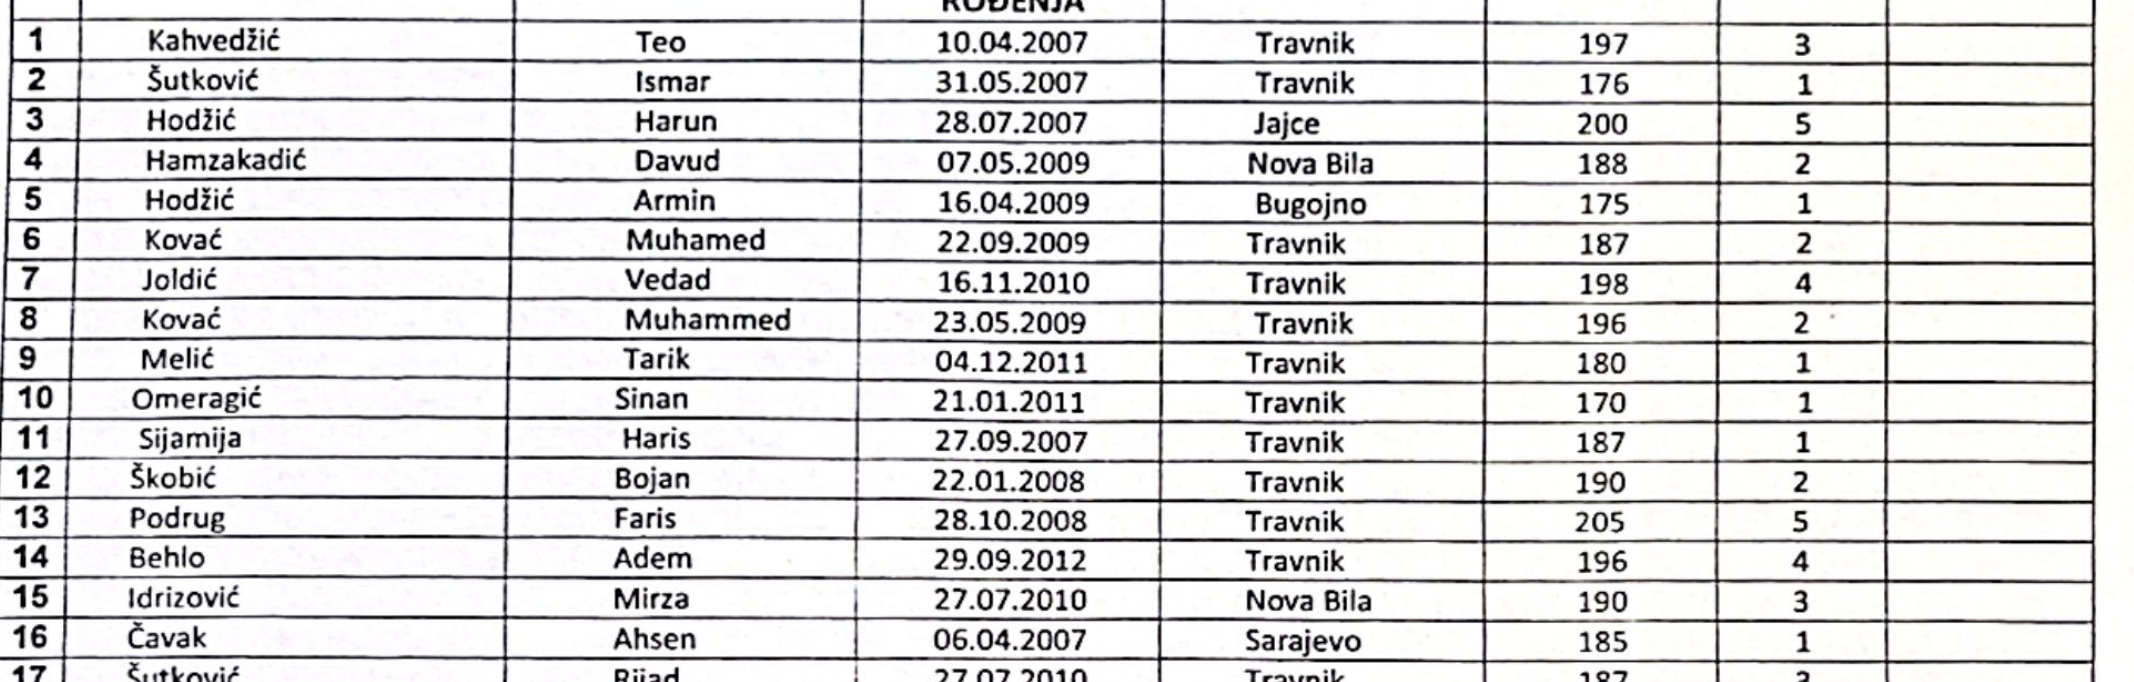 ROĐENJA
1 Kahvedžić Teo 10.04.2007 Travnik 197 3
2 Šutković Ismar 31.05.2007 Travnik 176 1
3 Hodžić Harun 28.07.2007 Jajce 200 5
4 Hamzakadić Davud 07.05.2009 Nova Bila 188 2
5 Hodžić Armin 16.04.2009 Bugojno 175 1
6 Kovać Muhamed 22.09.2009 Travnik 187 2
7 Joldić Vedad 16.11.2010 Travnik 198 4
8 Kovać Muhammed 23.05.2009 Travnik 196 2
9 Melić Tarik 04.12.2011 Travnik 180 1
10 Omeragić Sinan 21.01.2011 Travnik 170 1
11 Sijamija Haris 27.09.2007 Travnik 187 1
12 Škobić Bojan 22.01.2008 Travnik 190 2
13 Podrug Faris 28.10.2008 Travnik 205 5
14 Behlo Adem 29.09.2012 Travnik 196 4
15 Idrizović Mirza 27.07.2010 Nova Bila 190 3
16 Čavak Ahsen 06.04.2007 Sarajevo 185 1
17 Šutković Rijad 27.07.2010 Travnik 187